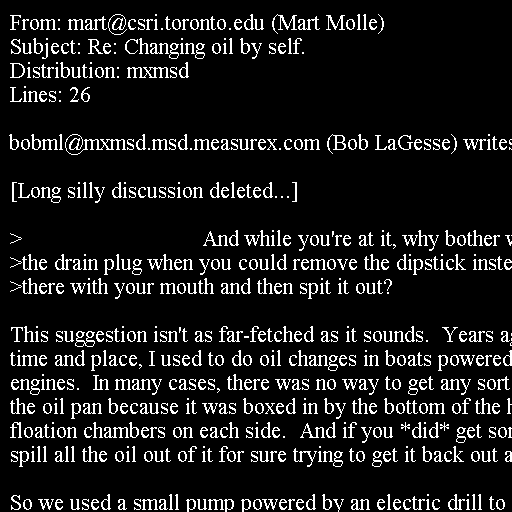 From: mart@csri.toronto.edu (Mart Molle)
Subject: Re: Changing oil by self.
Distribution: mxmsd
Lines: 26
bobml@mxmsd.msd.measurex.com (Bob LaGesse) writes
[Long silly discussion deleted...]
> And while you're at it, why bother
>the drain plug when you could remove the dipstick inste
>there with your mouth and then spit it out?
This suggestion isn't as far-fetched as it sounds. Years
time and place, I used to do oil changes in boats powered
engines. In many cases, there was no way to get any sort
the oil pan because it was boxed in by the bottom of the
floation chambers on each side. And if you *did* get
spill all the oil out of it for sure trying to get it back out
So we used a small pump powered by an electric drill to